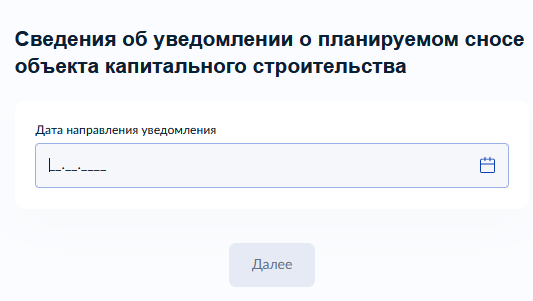 Сведения об уведомлении о планируемом сносе
объекта капитального строительства
Дата направления уведомления
__.__.____
Далее